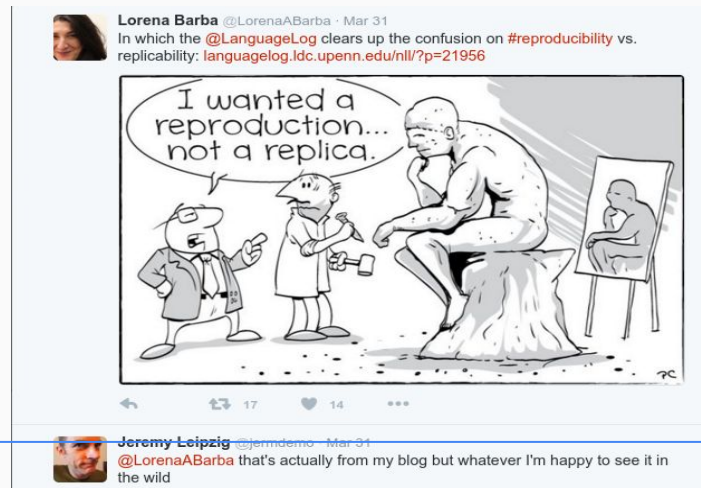 Lorena Barba @LorenaABarba · Mar 31
In which the @LanguageLog clears up the confusion on #reproducibility vs.
replicability: languagelog.ldc.upenn.edu/nll/?p=21956
I wanted a
reproduction...
not a replica.
PC
17 14
Jeremy Leipzig @jermdemo · Mar 31
@LorenaABarba that's actually from my blog but whatever I'm happy to see it in
the wild